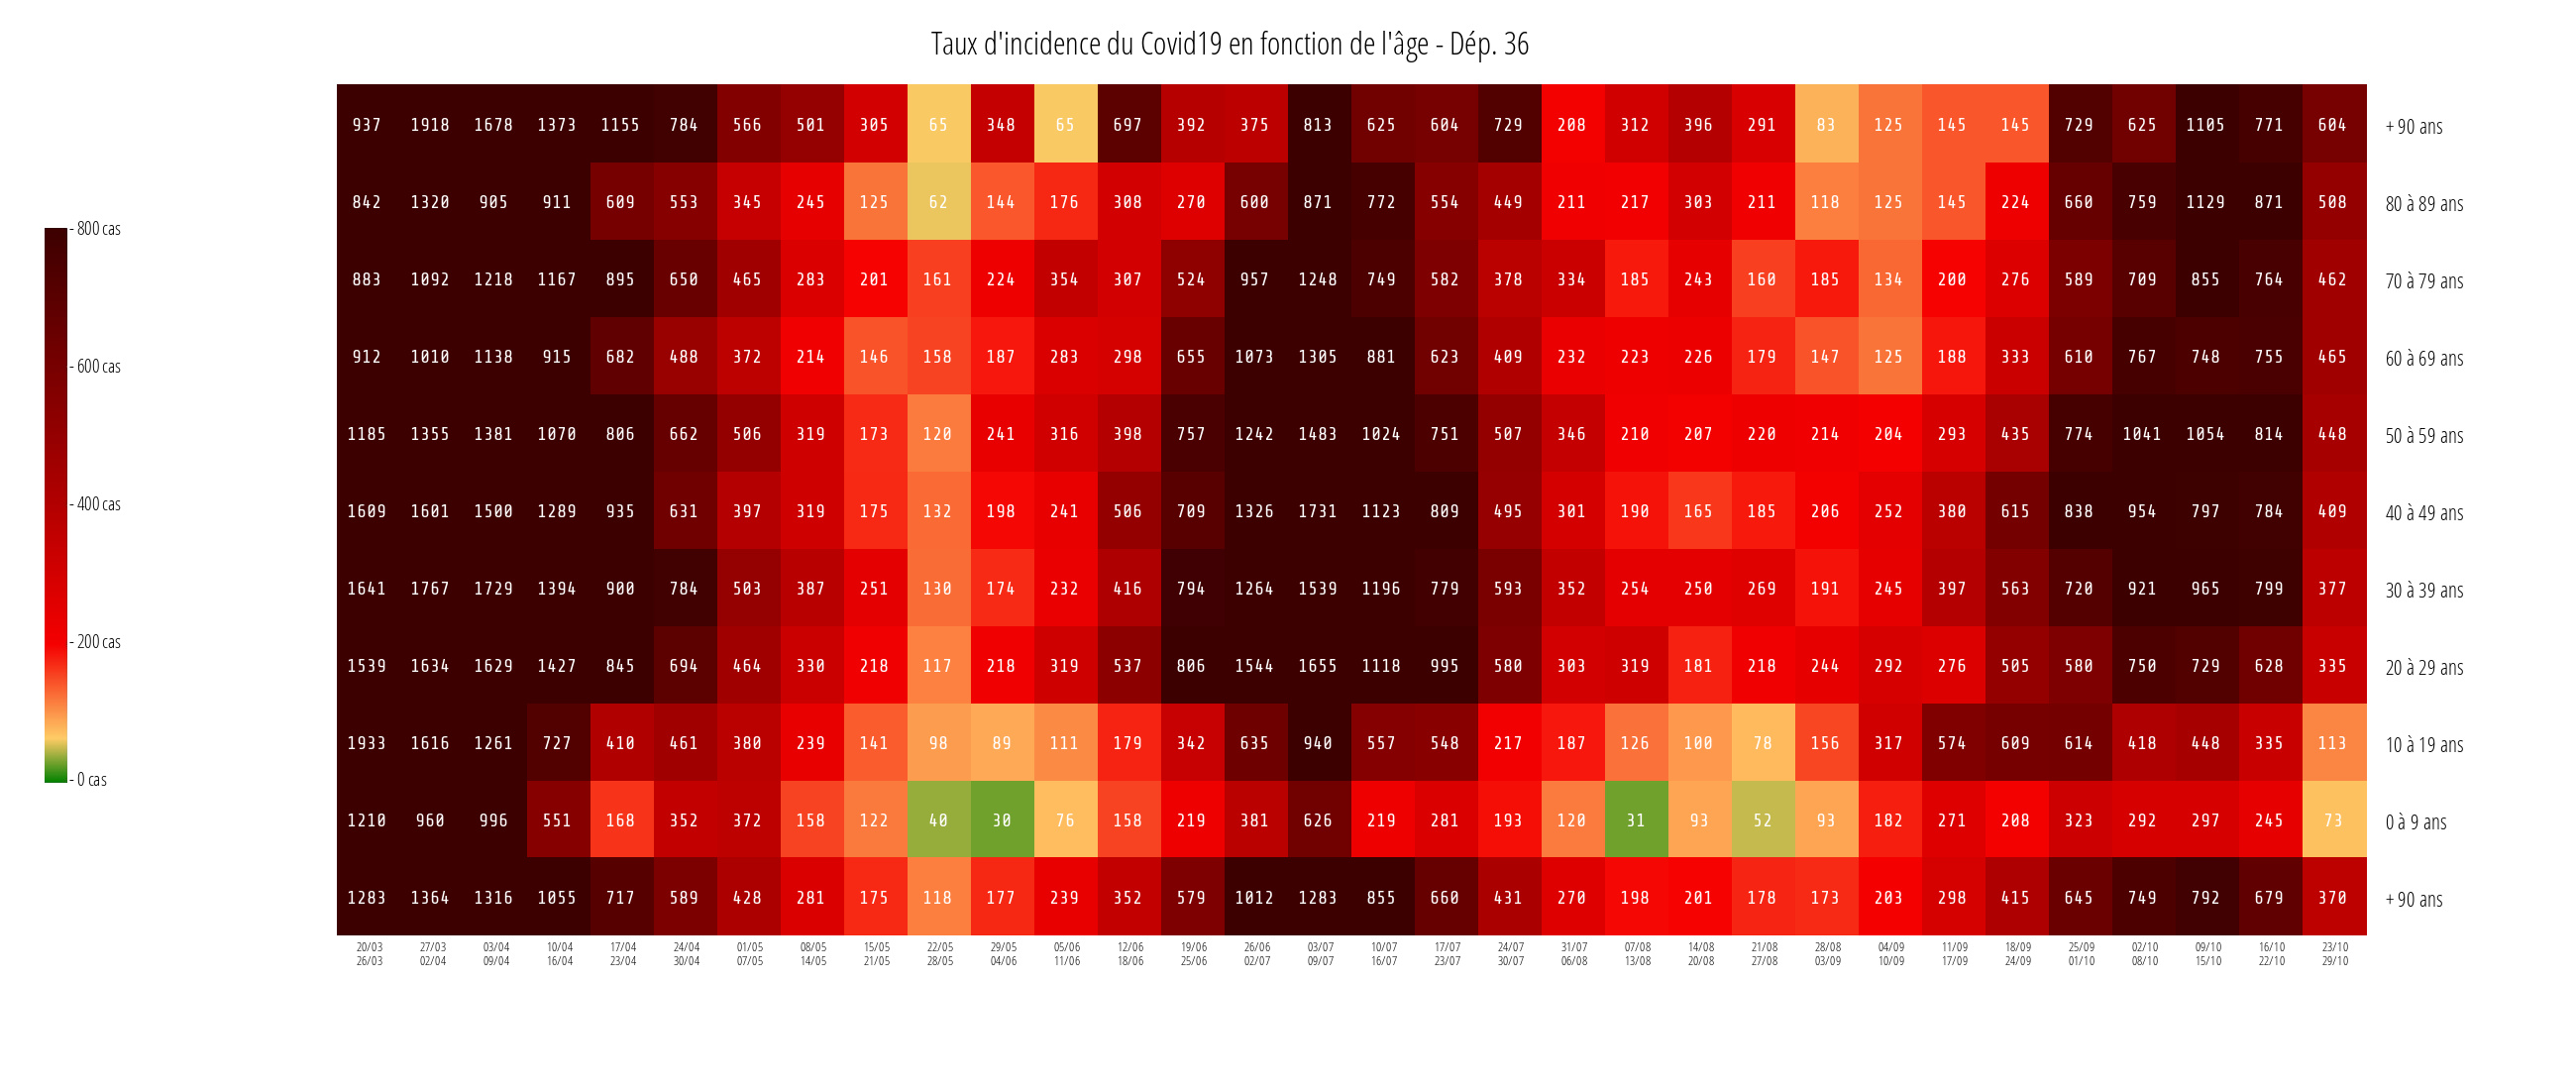 Taux d'incidence du Covid19 en fonction de l'âge - Dép. 36
- 800 cas
- 600 cas
- 400 cas
- 200 cas
- 0 cas
937 1918 1678 1373 1155 784 566 501 305 65 348 65 697 392 375 813 625 604 729 208 312 396 291 83 125 145 145 729 625 1105 771 604 + 90 ans
842 1320 905 911 609 553 345 245 125 62 144 176 308 270 600 871 772 554 449 211 217 303 211 118 125 145 224 660 759 1129 871 508 80 à 89 ans
883 1092 1218 1167 895 650 465 283 201 161 224 354 307 524 957 1248 749 582 378 334 185 243 160 185 134 200 276 589 709 855 764 462 70 à 79 ans
912 1010 1138 915 682 488 372 214 146 158 187 283 298 655 1073 1305 881 623 409 232 223 226 179 147 125 188 333 610 767 748 755 465 60 à 69 ans
1185 1355 1381 1070 806 662 506 319 173 120 241 316 398 757 1242 1483 1024 751 507 346 210 207 220 214 204 293 435 774 1041 1054 814 448 50 à 59 ans
1609 1601 1500 1289 935 631 397 319 175 132 198 241 506 709 1326 1731 1123 809 495 301 190 165 185 206 252 380 615 838 954 797 784 409 40 à 49 ans
1641 1767 1729 1394 900 784 503 387 251 130 174 232 416 794 1264 1539 1196 779 593 352 254 250 269 191 245 397 563 720 921 965 799 377 30 à 39 ans
1539 1634 1629 1427 845 694 464 330 218 117 218 319 537 806 1544 1655 1118 995 580 303 319 181 218 244 292 276 505 580 750 729 628 335 20 à 29 ans
1933 1616 1261 727 410 461 380 239 141 98 89 111 179 342 635 940 557 548 217 187 126 100 78 156 317 574 609 614 418 448 335 113 10 à 19 ans
1210 960 996 551 168 352 372 158 122 40 30 76 158 219 381 626 219 281 193 120 31 93 52 93 182 271 208 323 292 297 245 73 0 à 9 ans
1283 1364 1316 1055 717 589 428 281 175 118 177 239 352 579 1012 1283 855 660 431 270 198 201 178 173 203 298 415 645 749 792 679 370 + 90 ans
20/03 27/03 03/04 10/04 17/04 24/04 01/05 08/05 15/05 22/05 29/05 05/06 12/06 19/06 26/06 03/07 10/07 17/07 24/07 31/07 07/08 14/08 21/08 28/08 04/09 11/09 18/09 25/09 02/10 09/10 16/10 23/10
26/03 02/04 09/04 16/04 23/04 30/04 07/05 14/05 21/05 28/05 04/06 11/06 18/06 25/06 02/07 09/07 16/07 23/07 30/07 06/08 13/08 20/08 27/08 03/09 10/09 17/09 24/09 01/10 08/10 15/10 22/10 29/10